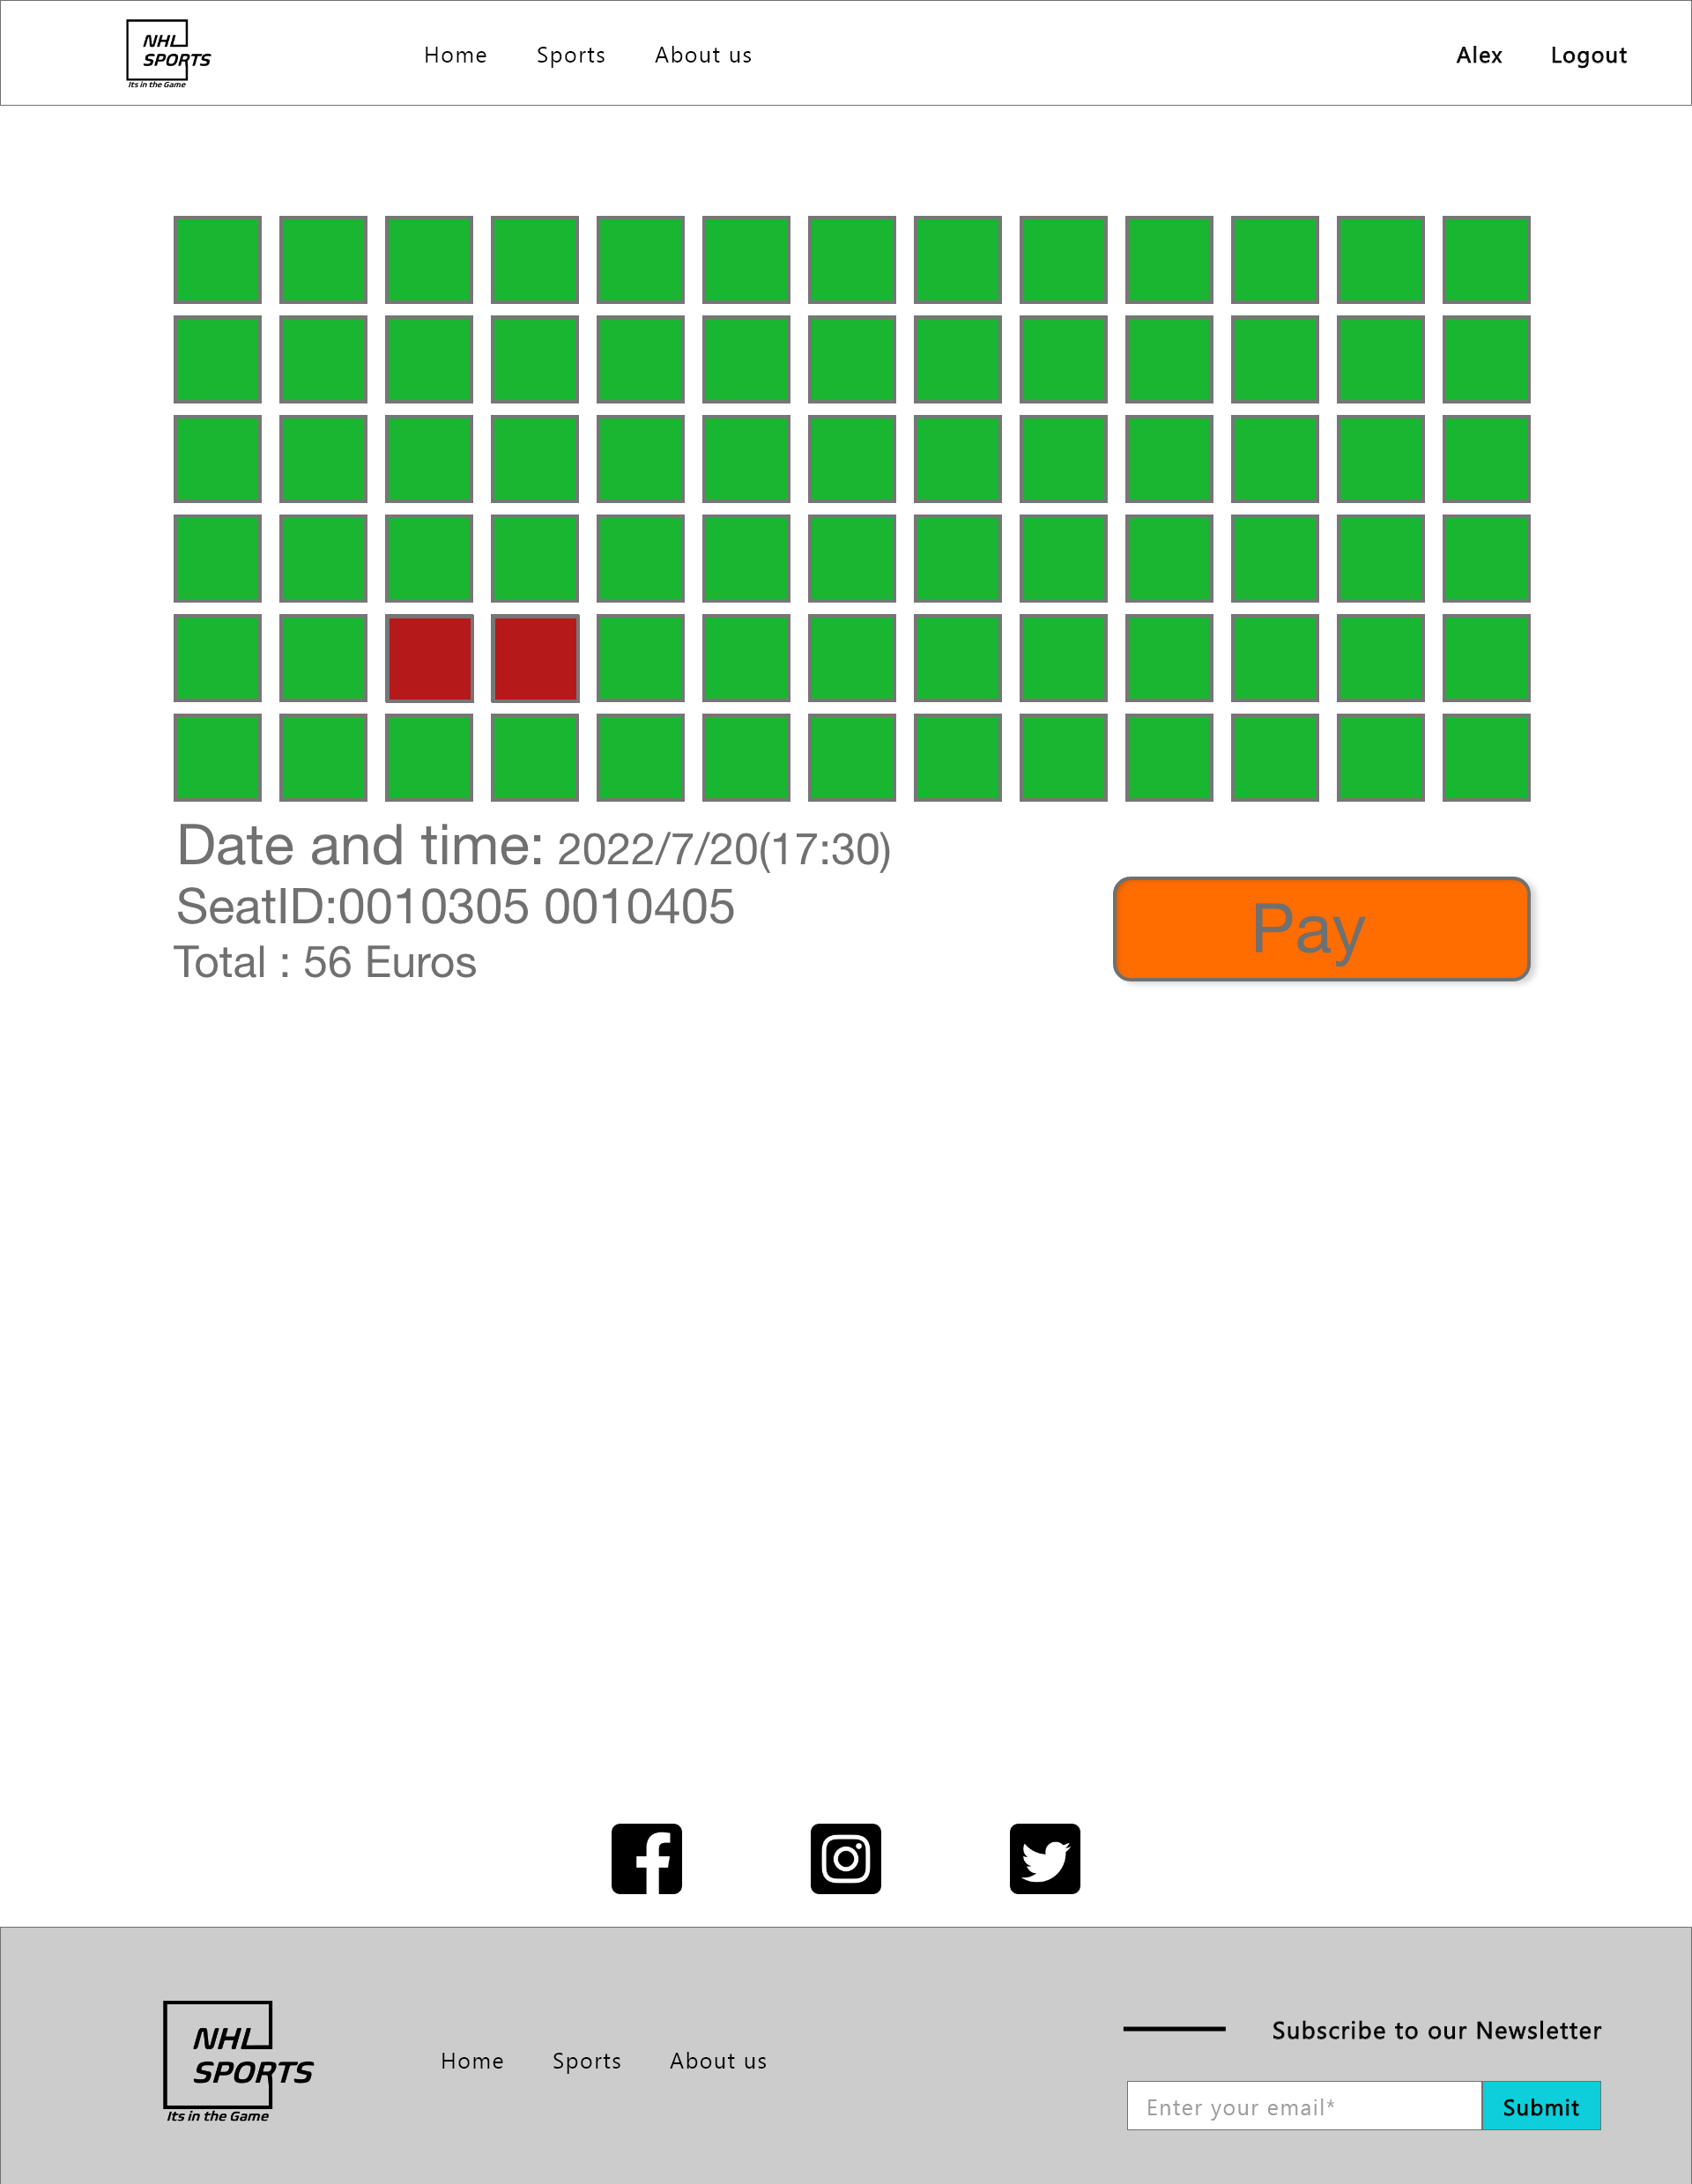 NHL
SPORTS
Its in the Game
Home Sports About us
Alex Logout
Date and time: 2022/7/20(17:30)
SeatID:0010305 0010405
Total : 56 Euros
Pay
NHL
SPORTS
Its in the Game
Home Sports About us
Subscribe to our Newsletter
Enter your email*
Submit